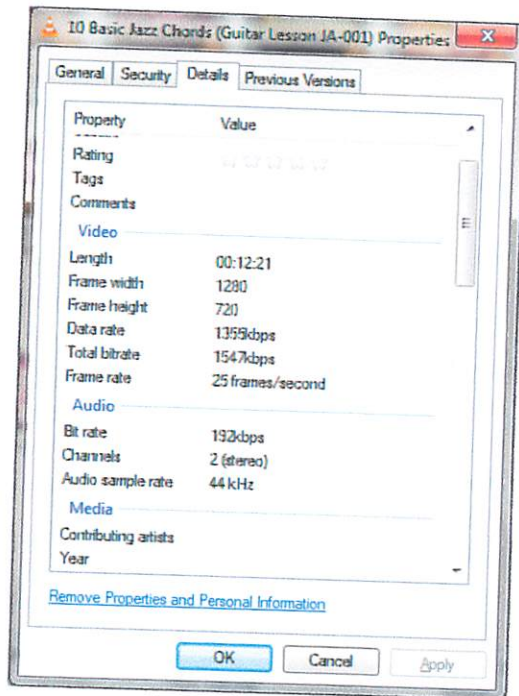 10 Basic Jazz Chords (Guitar Lesson JA-001) Properties
General Security Details Previous Versions
Property Value
Rating
Tags
Comments
Video
Length 00:12:21
Frame width 1280
Frame height 720
Data rate 1355kbps
Total bitrate 1547kbps
Frame rate 25 frames/second
Audio
Bit rate 192kbps
Channels 2 (stereo)
Audio sample rate 44 kHz
Media
Contributing artists
Year
Remove Properties and Personal Information
OK Cancel Apply